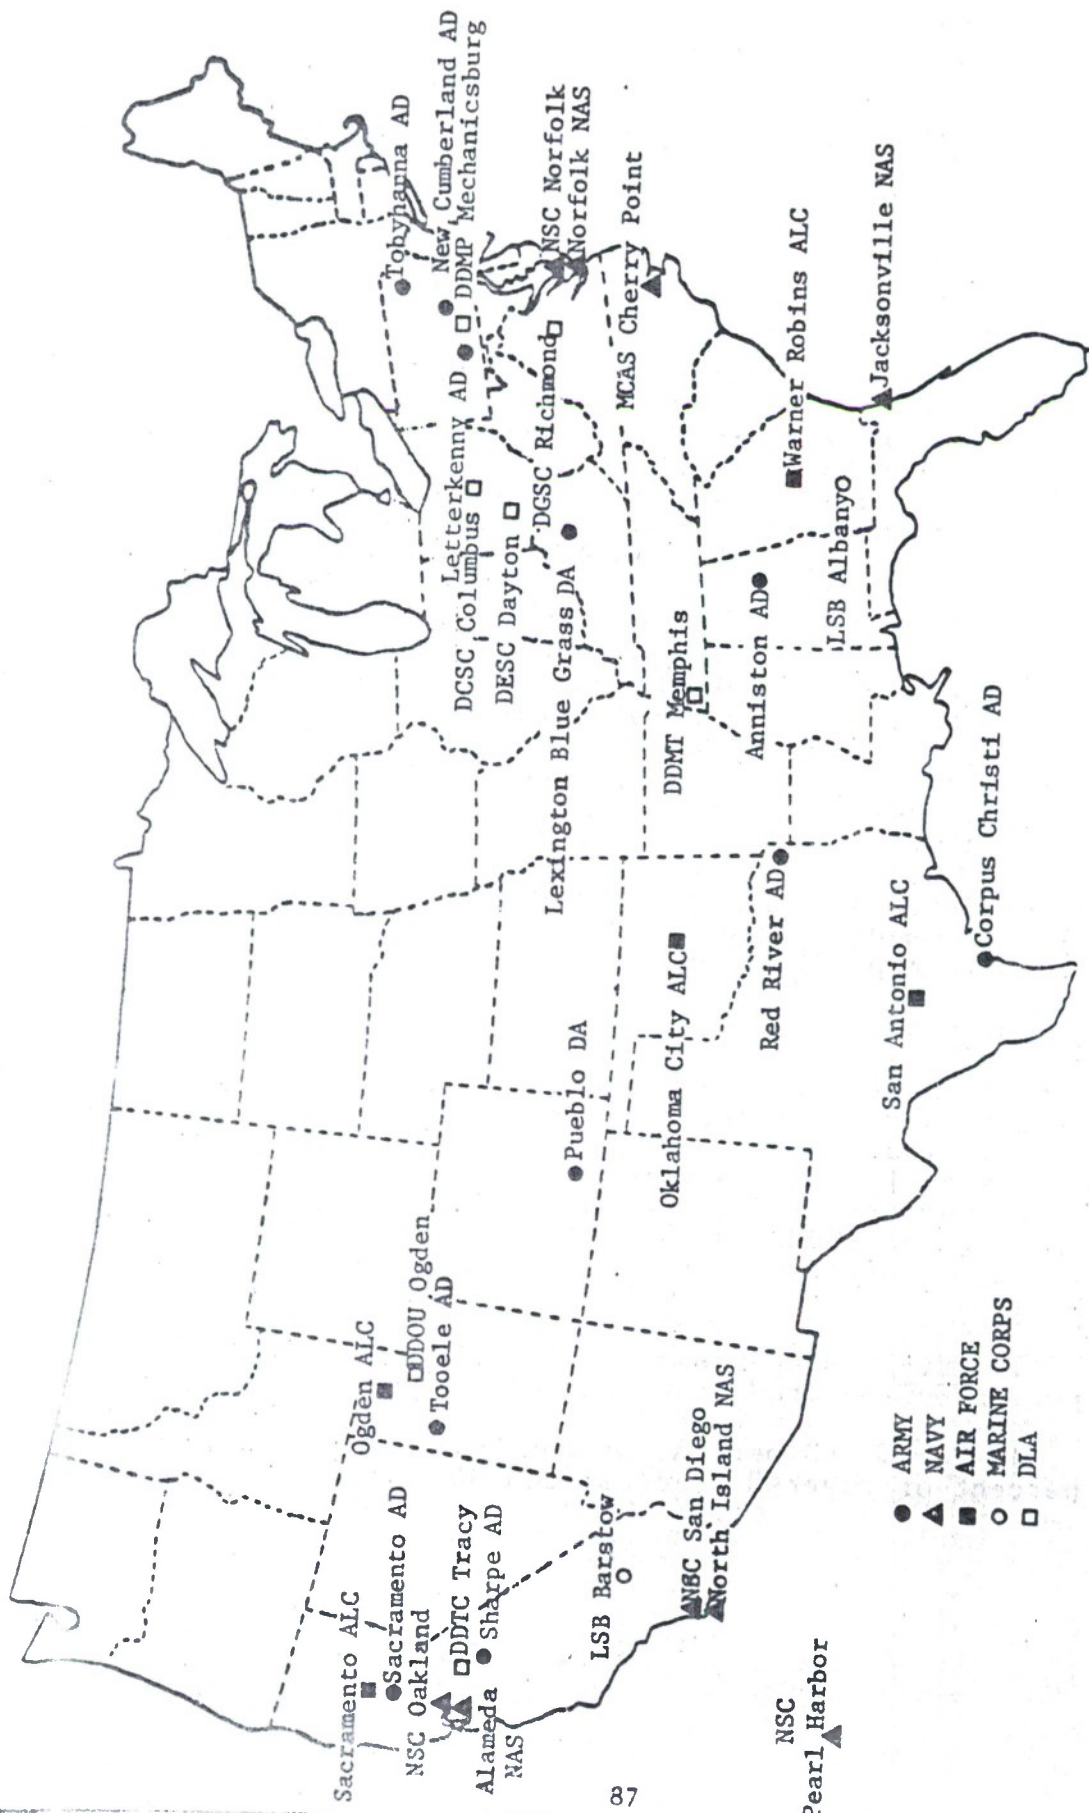 Tobyhanna AD
New Cumberland AD
DDMP Mechanicsburg
Letterkenny AD
NSC Norfolk
Norfolk NAS
DCSC Columbus
DESC Dayton
DGSC Richmond
Lexington Blue Grass DA
MCAS Cherry Point
DDMT Memphis
Warner Robins ALC
Anniston AD
LSB Albany
Jacksonville NAS
Ogden ALC
DDOU Ogden
Tooele AD
Pueblo DA
Oklahoma City ALC
Red River AD
San Antonio ALC
Corpus Christi AD
Sacramento ALC
Sacramento AD
NSC Oakland
DDTC Tracy
Sharpe AD
Alameda
NAS
LSB Barstow
NSC San Diego
North Island NAS
NSC
Pearl Harbor
ARMY
NAVY
AIR FORCE
MARINE CORPS
DLA
87